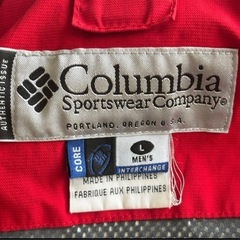 AUTHENTIC ISSUE
Columbia
Sportswear Company®
PORTLAND, OREGON U.S.A.
CORE
L
MEN'S
INTERCHANGE
MADE IN PHILIPPINES
FABRIQUE AUX PHILIPPINES